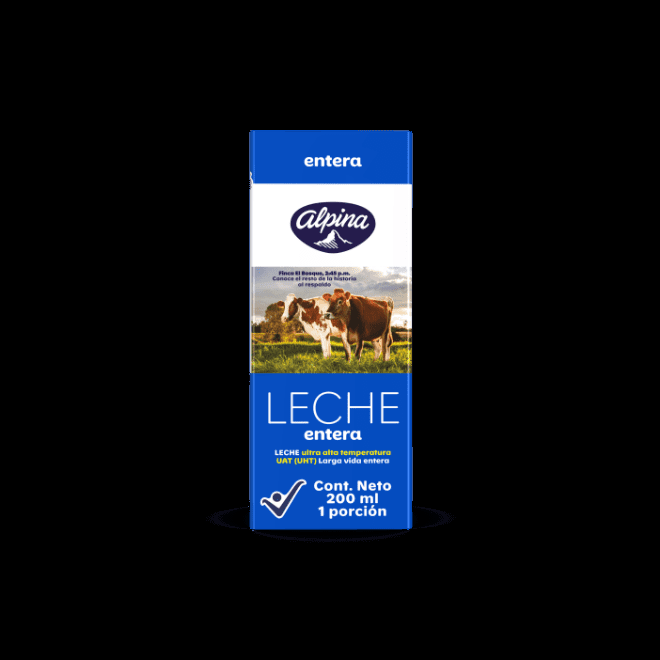 entera
alpina
Finca El Bosque, 5:45 p.m.
Conoce el resto de la historia
al respaldo
LECHE
entera
LECHE ultra alta temperatura
UAT (UHT) Larga vida entera
Cont. Neto
200 ml
1 porción